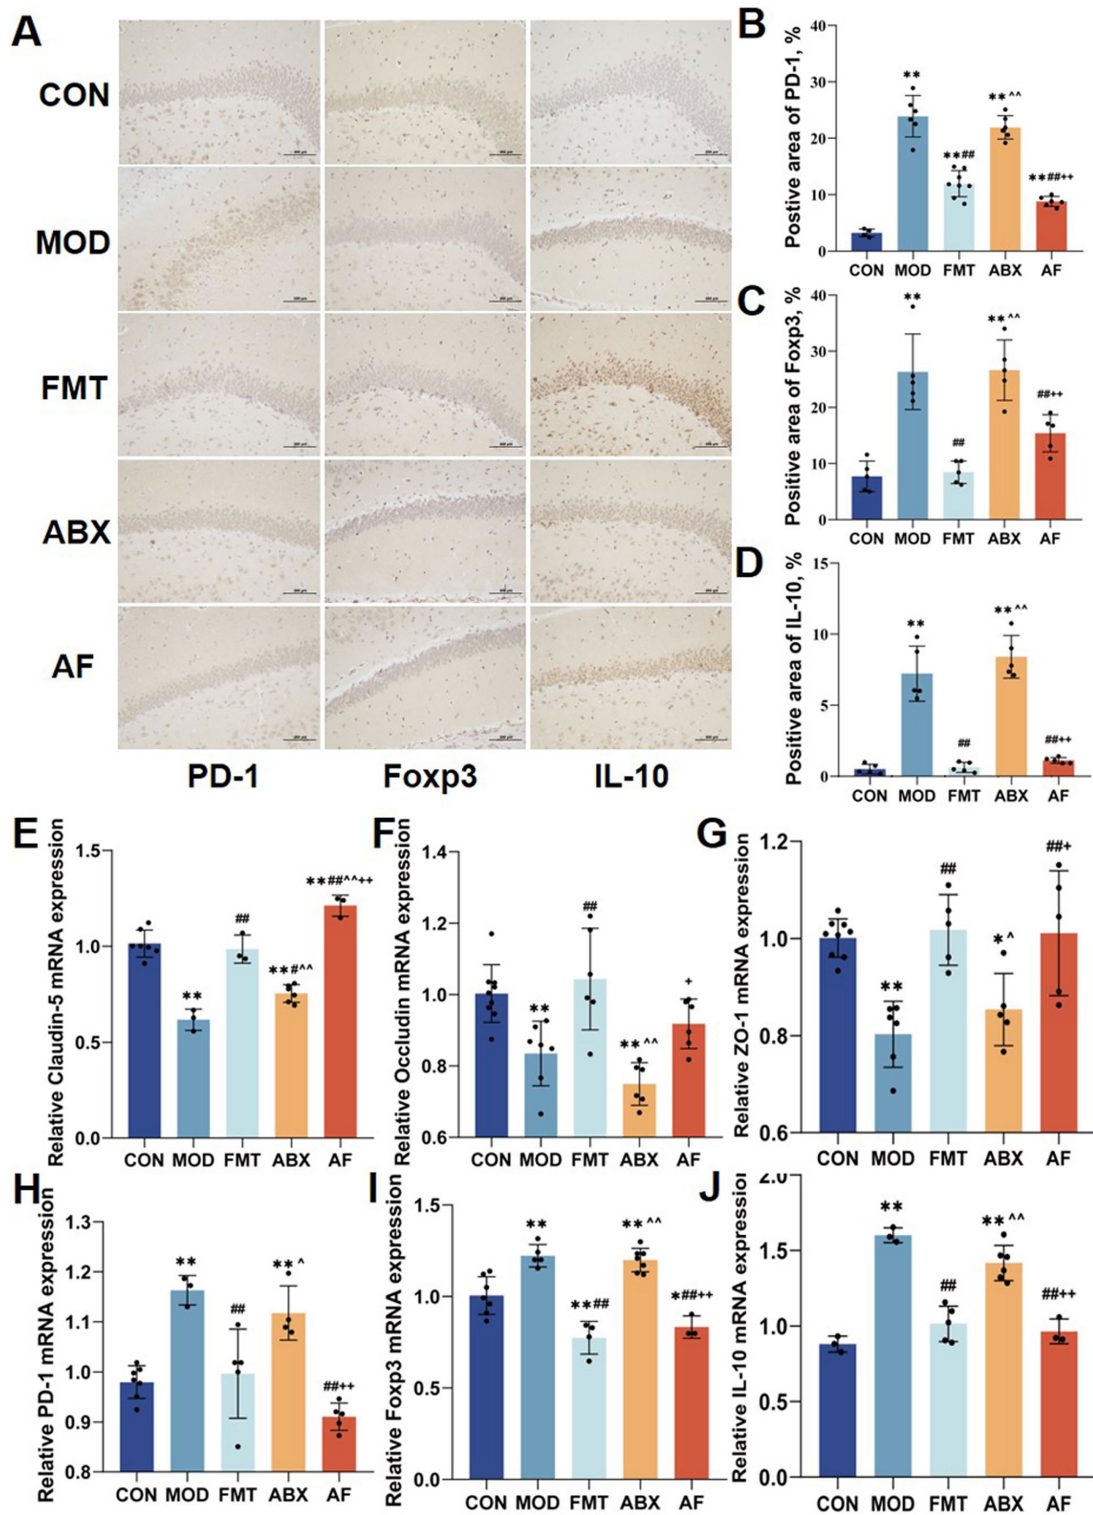 A
CON
MOD
FMT
ABX
AF
PD-1 Foxp3 IL-10
B
Postive area of PD-1, %
40
30
20
10
0
** **## ** ^^ **##++
CON MOD FMT ABX AF
C
Positive area of Foxp3, %
40
30
20
10
0
** ## ** ^^ ##++
CON MOD FMT ABX AF
D
Positive area of IL-10, %
15
10
5
0
** ## ** ^^ ##++
CON MOD FMT ABX AF
E
Relative Claudin-5 mRNA expression
1.5
1.0
0.5
0.0
** ## **#^^ **##^^++
CON MOD FMT ABX AF
F
Relative Occludin mRNA expression
1.4
1.2
1.0
0.8
0.6
** ## ** ^^ +
CON MOD FMT ABX AF
G
Relative ZO-1 mRNA expression
1.2
1.0
0.8
0.6
** ## * ^ ##+
CON MOD FMT ABX AF
H
Relative PD-1 mRNA expression
1.3
1.2
1.1
1.0
0.9
0.8
** ## ** ^ ##++
CON MOD FMT ABX AF
I
Relative Foxp3 mRNA expression
1.5
1.0
0.5
0.0
** **## ** ^^ *##++
CON MOD FMT ABX AF
J
Relative IL-10 mRNA expression
2.0
1.5
1.0
0.5
0.0
** ## ** ^^ ##++
CON MOD FMT ABX AF